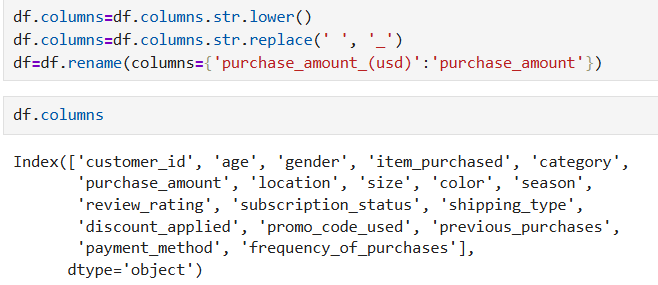 df.columns=df.columns.str.lower()
df.columns=df.columns.str.replace(' ', '_')
df=df.rename(columns={'purchase_amount_(usd)':'purchase_amount'})
df.columns
Index(['customer_id', 'age', 'gender', 'item_purchased', 'category',
       'purchase_amount', 'location', 'size', 'color', 'season',
       'review_rating', 'subscription_status', 'shipping_type',
       'discount_applied', 'promo_code_used', 'previous_purchases',
       'payment_method', 'frequency_of_purchases'],
      dtype='object')